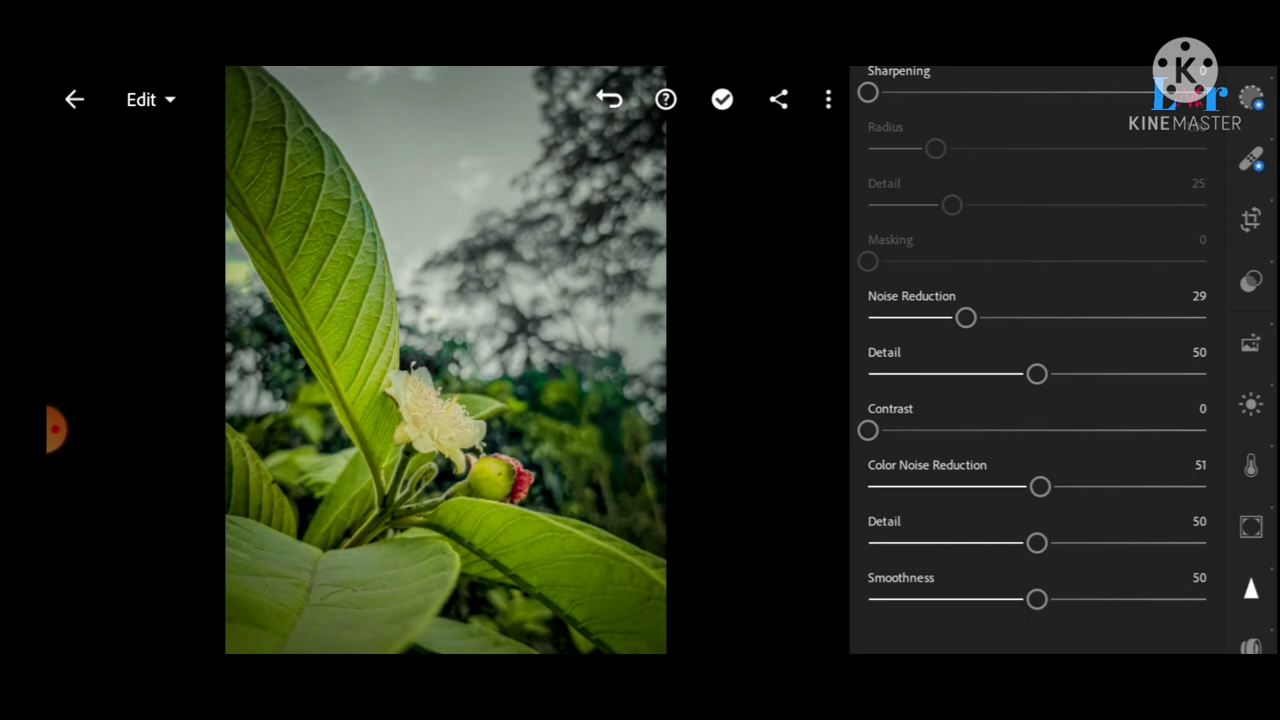 Sharpening
Edit
K
KINEMASTER
Radius
Detail 25
Masking 0
Noise Reduction 29
Detail 50
Contrast 0
Color Noise Reduction 51
Detail 50
Smoothness 50